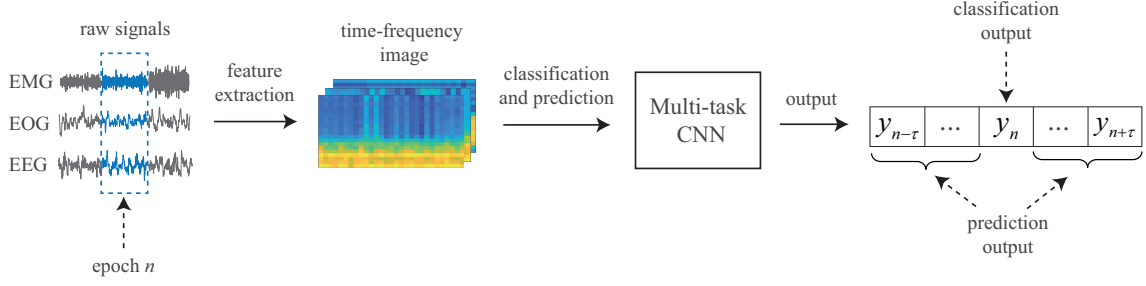 raw signals
EMG
EOG
EEG
epoch n
feature
extraction
time-frequency
image
classification
and prediction
Multi-task
CNN
output
classification
output
y_{n-τ} ... y_n ... y_{n+τ}
prediction
output